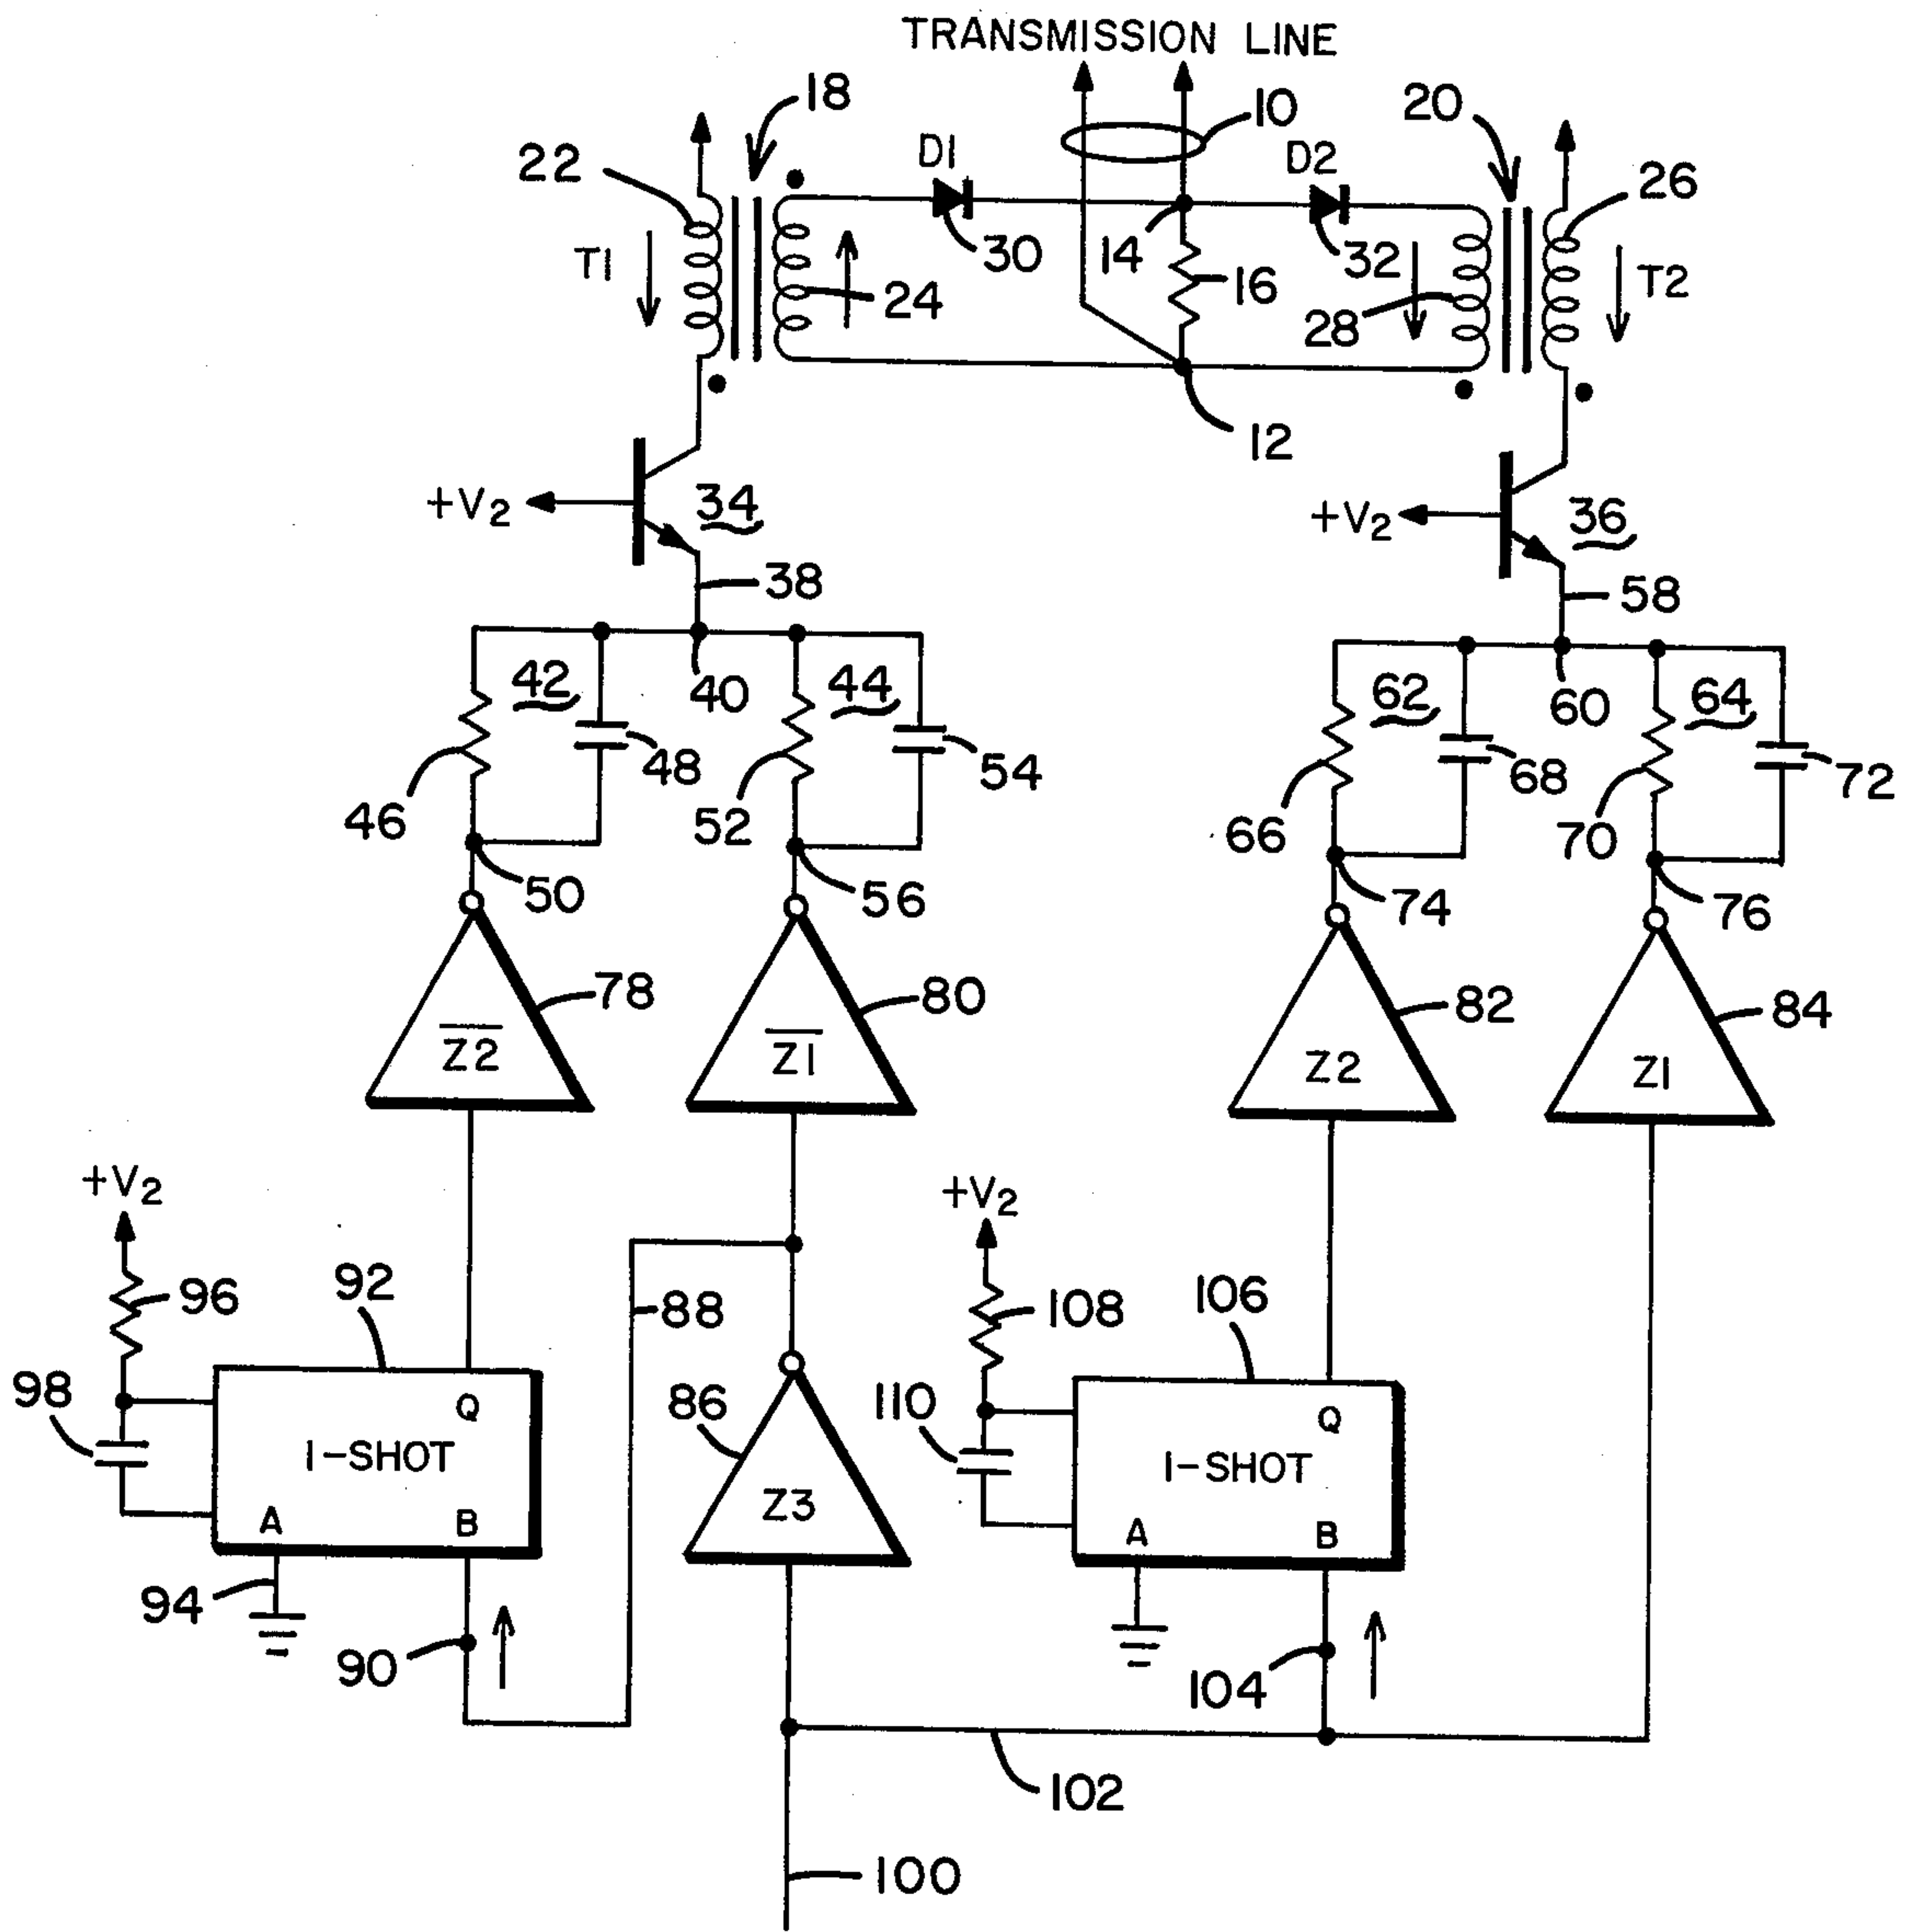 TRANSMISSION LINE
18
10
20
22
D1
D2
26
T1
30
14
32
T2
24
16
28
12
+V2
34
+V2
36
38
58
42
40
44
62
60
64
48
54
68
72
46
52
66
70
50
56
74
76
78
80
82
84
Z2
Z1
Z2
Z1
+V2
+V2
96
92
88
108
106
98
Q
86
110
Q
1-SHOT
1-SHOT
Z3
A B
A B
94
90
104
102
100